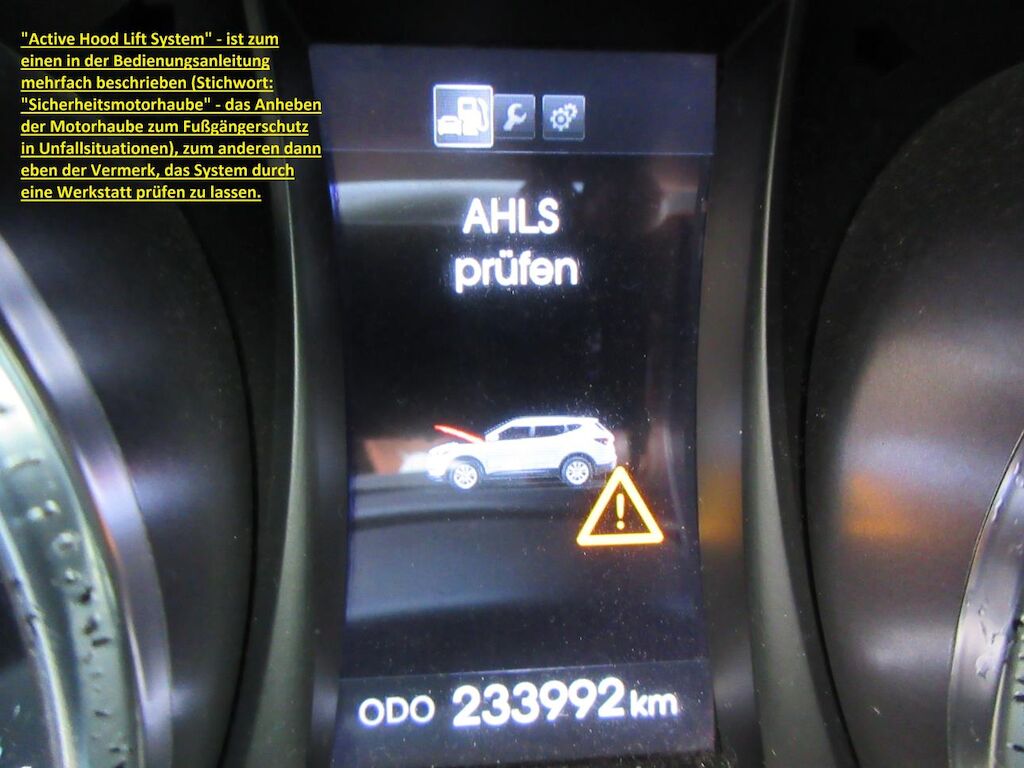 "Active Hood Lift System" - ist zum
einen in der Bedienungsanleitung
mehrfach beschrieben (Stichwort:
"Sicherheitsmotorhaube" - das Anheben
der Motorhaube zum Fußgängerschutz
in Unfallsituationen), zum anderen dann
eben der Vermerk, das System durch
eine Werkstatt prüfen zu lassen.
AHLS
prüfen
!
ODO 233992 km